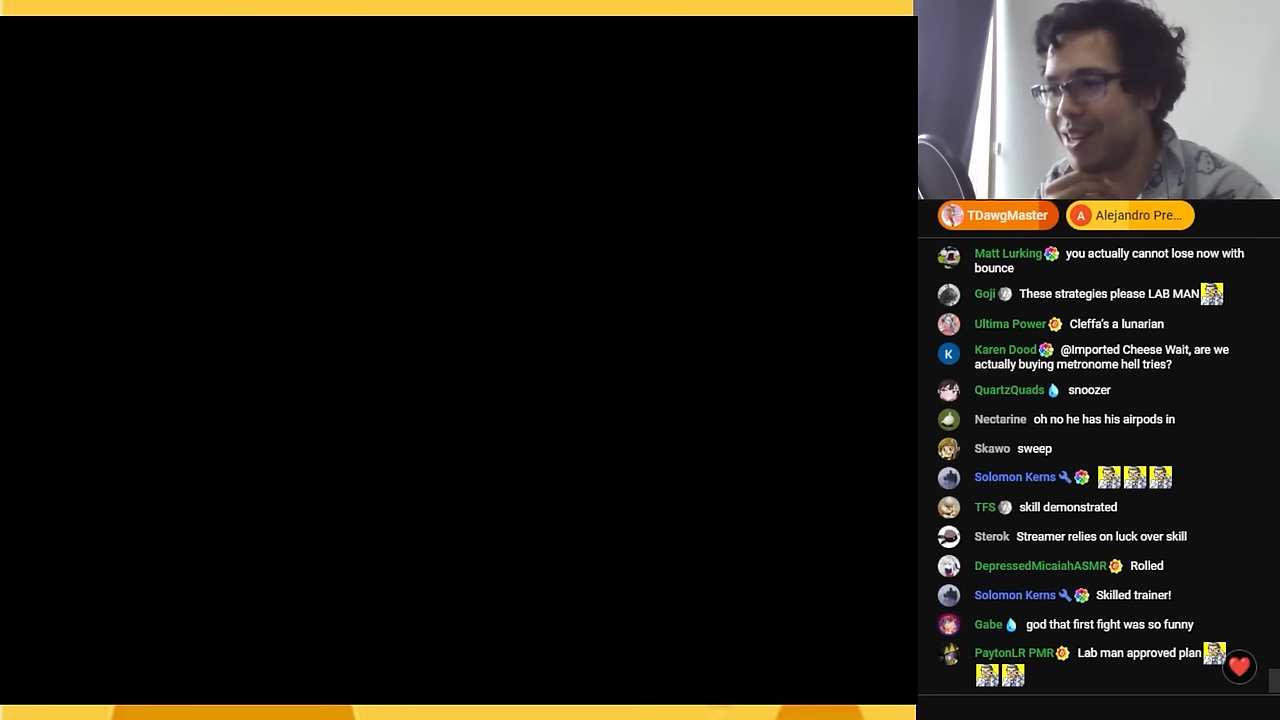 TDawgMaster
A Alejandro Pre...
Matt Lurking you actually cannot lose now with
bounce
Goji These strategies please LAB MAN
Ultima Power Cleffa's a lunarian
K Karen Dood @Imported Cheese Wait, are we
actually buying metronome hell tries?
QuartzQuads snoozer
Nectarine oh no he has his airpods in
Skawo sweep
Solomon Kerns
TFS skill demonstrated
Sterok Streamer relies on luck over skill
DepressedMicaiahASMR Rolled
Solomon Kerns Skilled trainer!
Gabe god that first fight was so funny
PaytonLR PMR Lab man approved plan